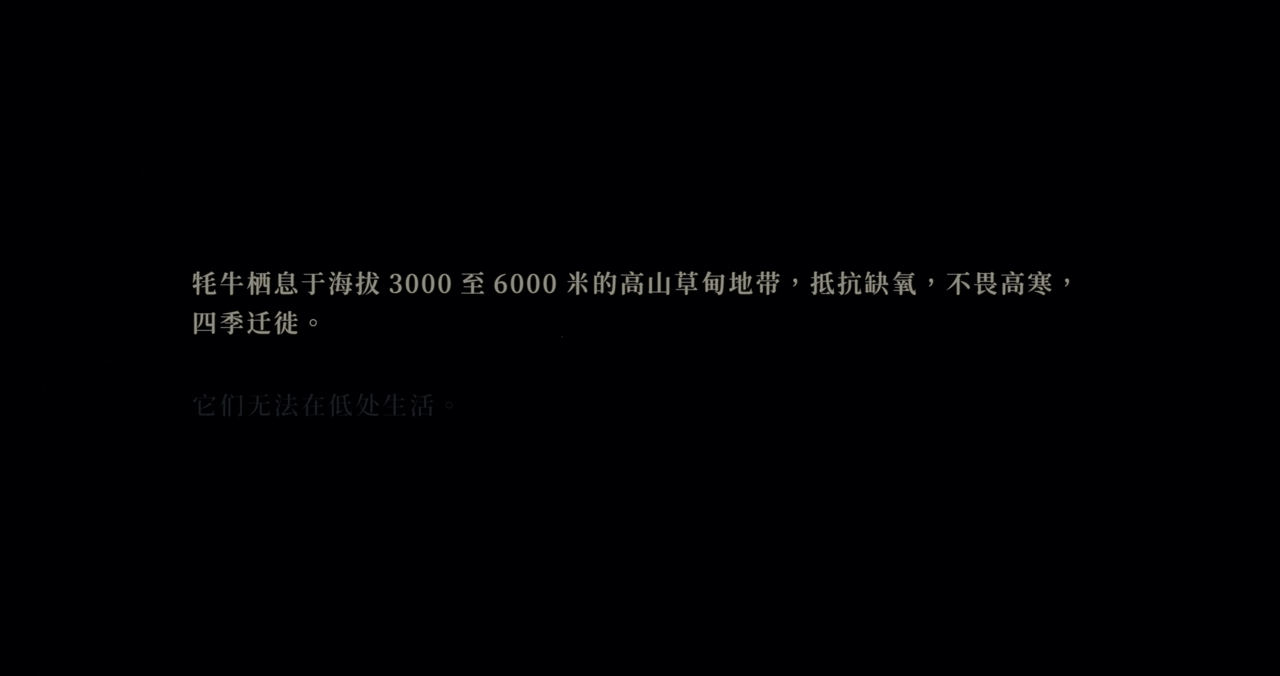 牦牛栖息于海拔 3000 至 6000 米的高山草甸地带，抵抗缺氧，不畏高寒，
四季迁徙。
它们无法在低处生活。